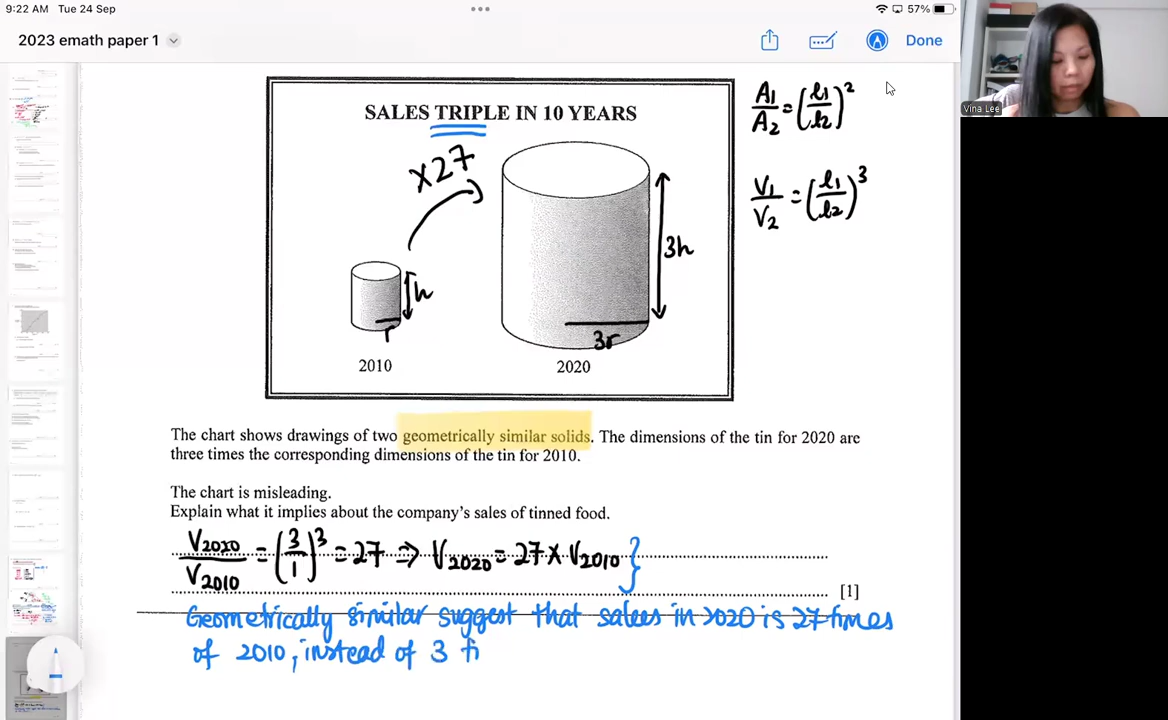 9:22 AM Tue 24 Sep
57%
2023 emath paper 1
Done
Vina Lee
SALES TRIPLE IN 10 YEARS
×27
h
r
3h
3r
2010
2020
A1/A2 = (l1/l2)²
V1/V2 = (l1/l2)³
The chart shows drawings of two geometrically similar solids. The dimensions of the tin for 2020 are
three times the corresponding dimensions of the tin for 2010.
The chart is misleading.
Explain what it implies about the company's sales of tinned food.
V2020/V2010 = (3/1)³ = 27 ⇒ V2020 = 27 × V2010 }
[1]
Geometrically similar suggest that sales in 2020 is 27 times
of 2010, instead of 3 ti